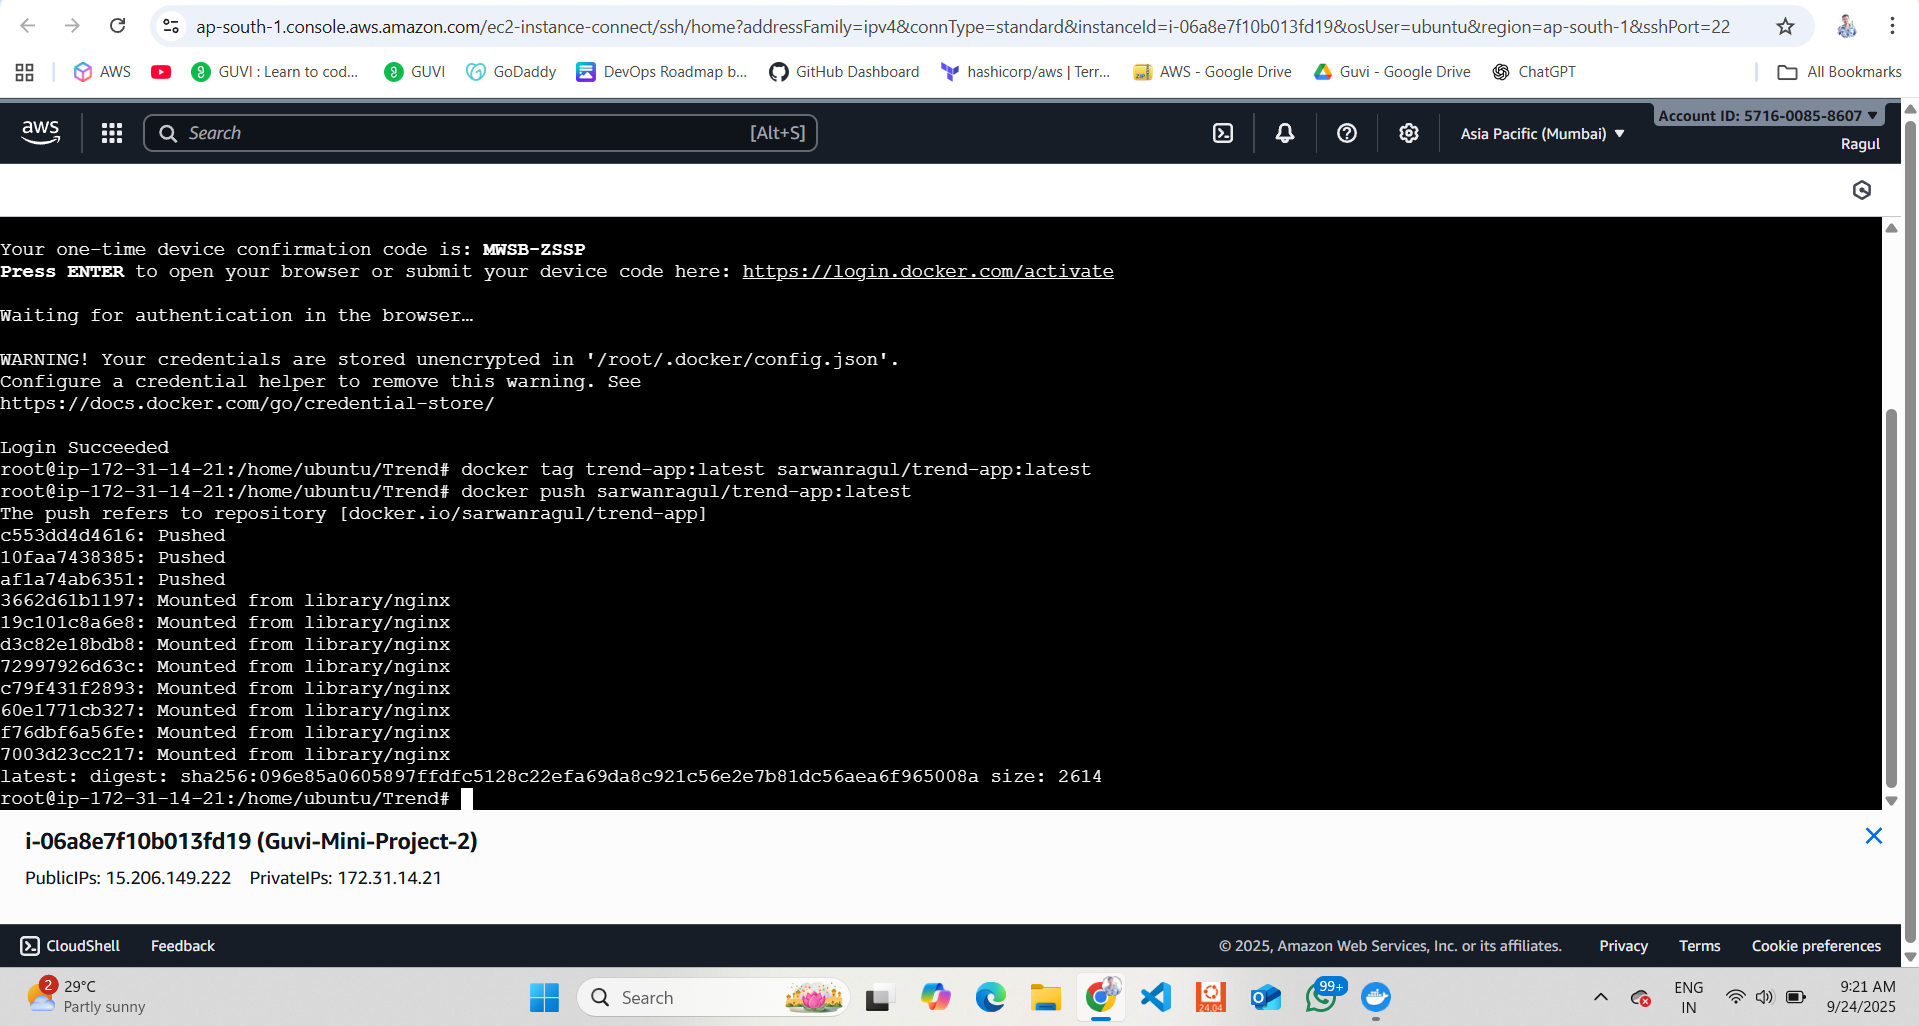 ap-south-1.console.aws.amazon.com/ec2-instance-connect/ssh/home?addressFamily=ipv4&connType=standard&instanceId=i-06a8e7f10b013fd19&osUser=ubuntu&region=ap-south-1&sshPort=22
AWS GUVI : Learn to cod... GUVI GoDaddy DevOps Roadmap b... GitHub Dashboard hashicorp/aws | Terr... AWS - Google Drive Guvi - Google Drive ChatGPT All Bookmarks
aws Search [Alt+S] Asia Pacific (Mumbai) ▼ Account ID: 5716-0085-8607 ▼
Ragul
Your one-time device confirmation code is: MWSB-ZSSP
Press ENTER to open your browser or submit your device code here: https://login.docker.com/activate
Waiting for authentication in the browser…
WARNING! Your credentials are stored unencrypted in '/root/.docker/config.json'.
Configure a credential helper to remove this warning. See
https://docs.docker.com/go/credential-store/
Login Succeeded
root@ip-172-31-14-21:/home/ubuntu/Trend# docker tag trend-app:latest sarwanragul/trend-app:latest
root@ip-172-31-14-21:/home/ubuntu/Trend# docker push sarwanragul/trend-app:latest
The push refers to repository [docker.io/sarwanragul/trend-app]
c553dd4d4616: Pushed
10faa7438385: Pushed
af1a74ab6351: Pushed
3662d61b1197: Mounted from library/nginx
19c101c8a6e8: Mounted from library/nginx
d3c82e18bdb8: Mounted from library/nginx
72997926d63c: Mounted from library/nginx
c79f431f2893: Mounted from library/nginx
60e1771cb327: Mounted from library/nginx
f76dbf6a56fe: Mounted from library/nginx
7003d23cc217: Mounted from library/nginx
latest: digest: sha256:096e85a0605897ffdfc5128c22efa69da8c921c56e2e7b81dc56aea6f965008a size: 2614
root@ip-172-31-14-21:/home/ubuntu/Trend#
i-06a8e7f10b013fd19 (Guvi-Mini-Project-2)
PublicIPs: 15.206.149.222 PrivateIPs: 172.31.14.21
CloudShell Feedback © 2025, Amazon Web Services, Inc. or its affiliates. Privacy Terms Cookie preferences
2 29°C
Partly sunny
Search
24.04
99+
ENG
IN
9:21 AM
9/24/2025